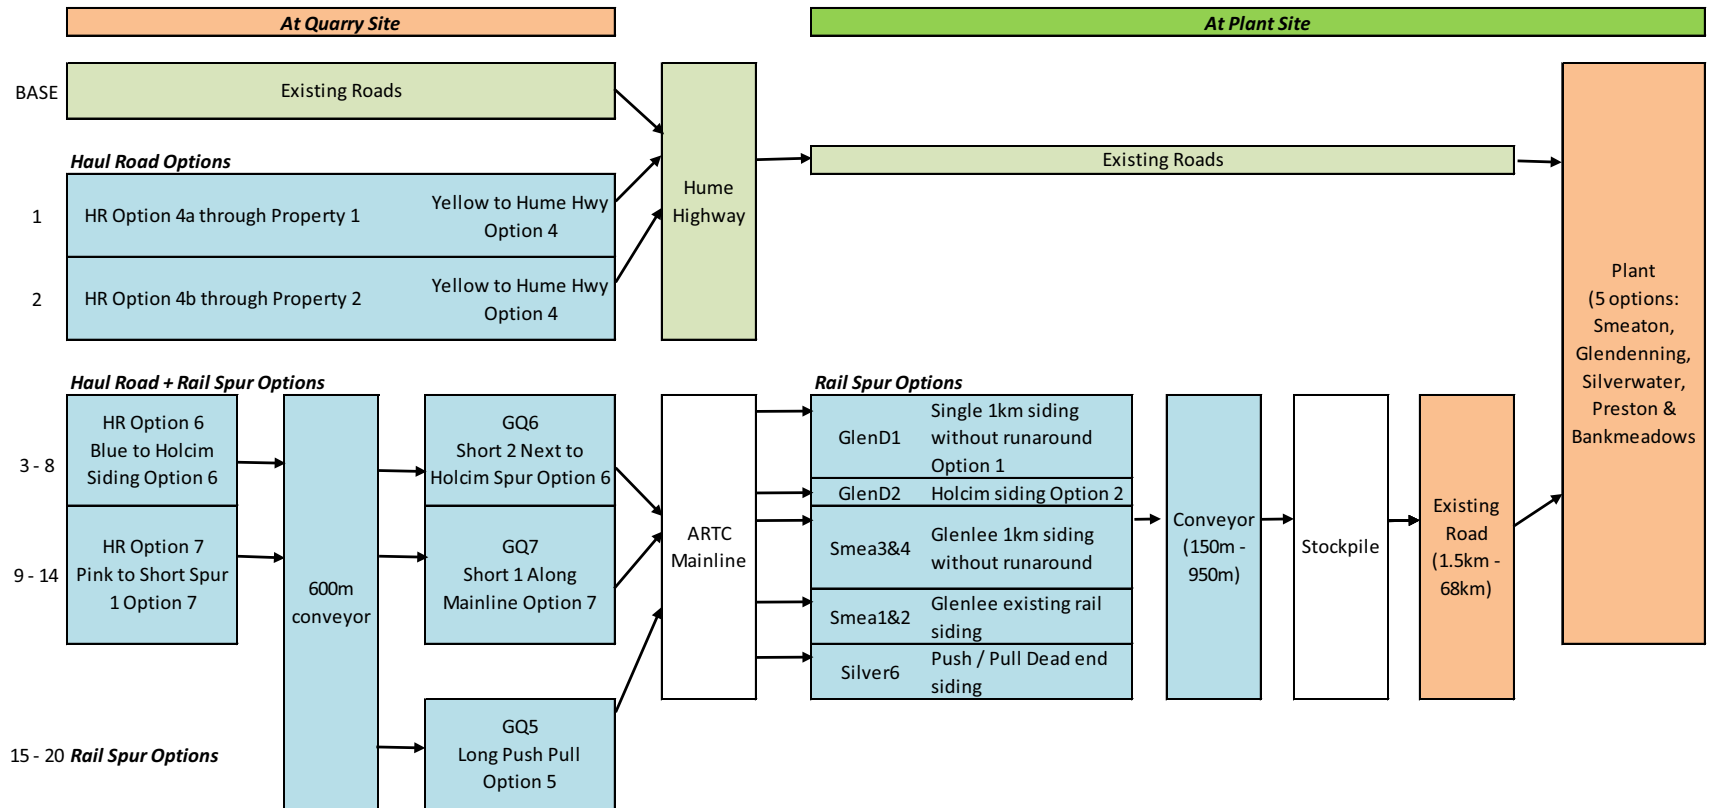 At Quarry Site
At Plant Site
BASE
Existing Roads
Haul Road Options
1
HR Option 4a through Property 1
Yellow to Hume Hwy
Option 4
2
HR Option 4b through Property 2
Yellow to Hume Hwy
Option 4
Hume
Highway
Existing Roads
Plant
(5 options:
Smeaton,
Glendenning,
Silverwater,
Preston &
Bankmeadows
Haul Road + Rail Spur Options
3 - 8
HR Option 6
Blue to Holcim
Siding Option 6
9 - 14
HR Option 7
Pink to Short Spur
1 Option 7
600m
conveyor
GQ6
Short 2 Next to
Holcim Spur Option 6
GQ7
Short 1 Along
Mainline Option 7
15 - 20 Rail Spur Options
GQ5
Long Push Pull
Option 5
ARTC
Mainline
Rail Spur Options
GlenD1
Single 1km siding
without runaround
Option 1
GlenD2
Holcim siding Option 2
Smea3&4
Glenlee 1km siding
without runaround
Smea1&2
Glenlee existing rail
siding
Silver6
Push / Pull Dead end
siding
Conveyor
(150m -
950m)
Stockpile
Existing
Road
(1.5km -
68km)